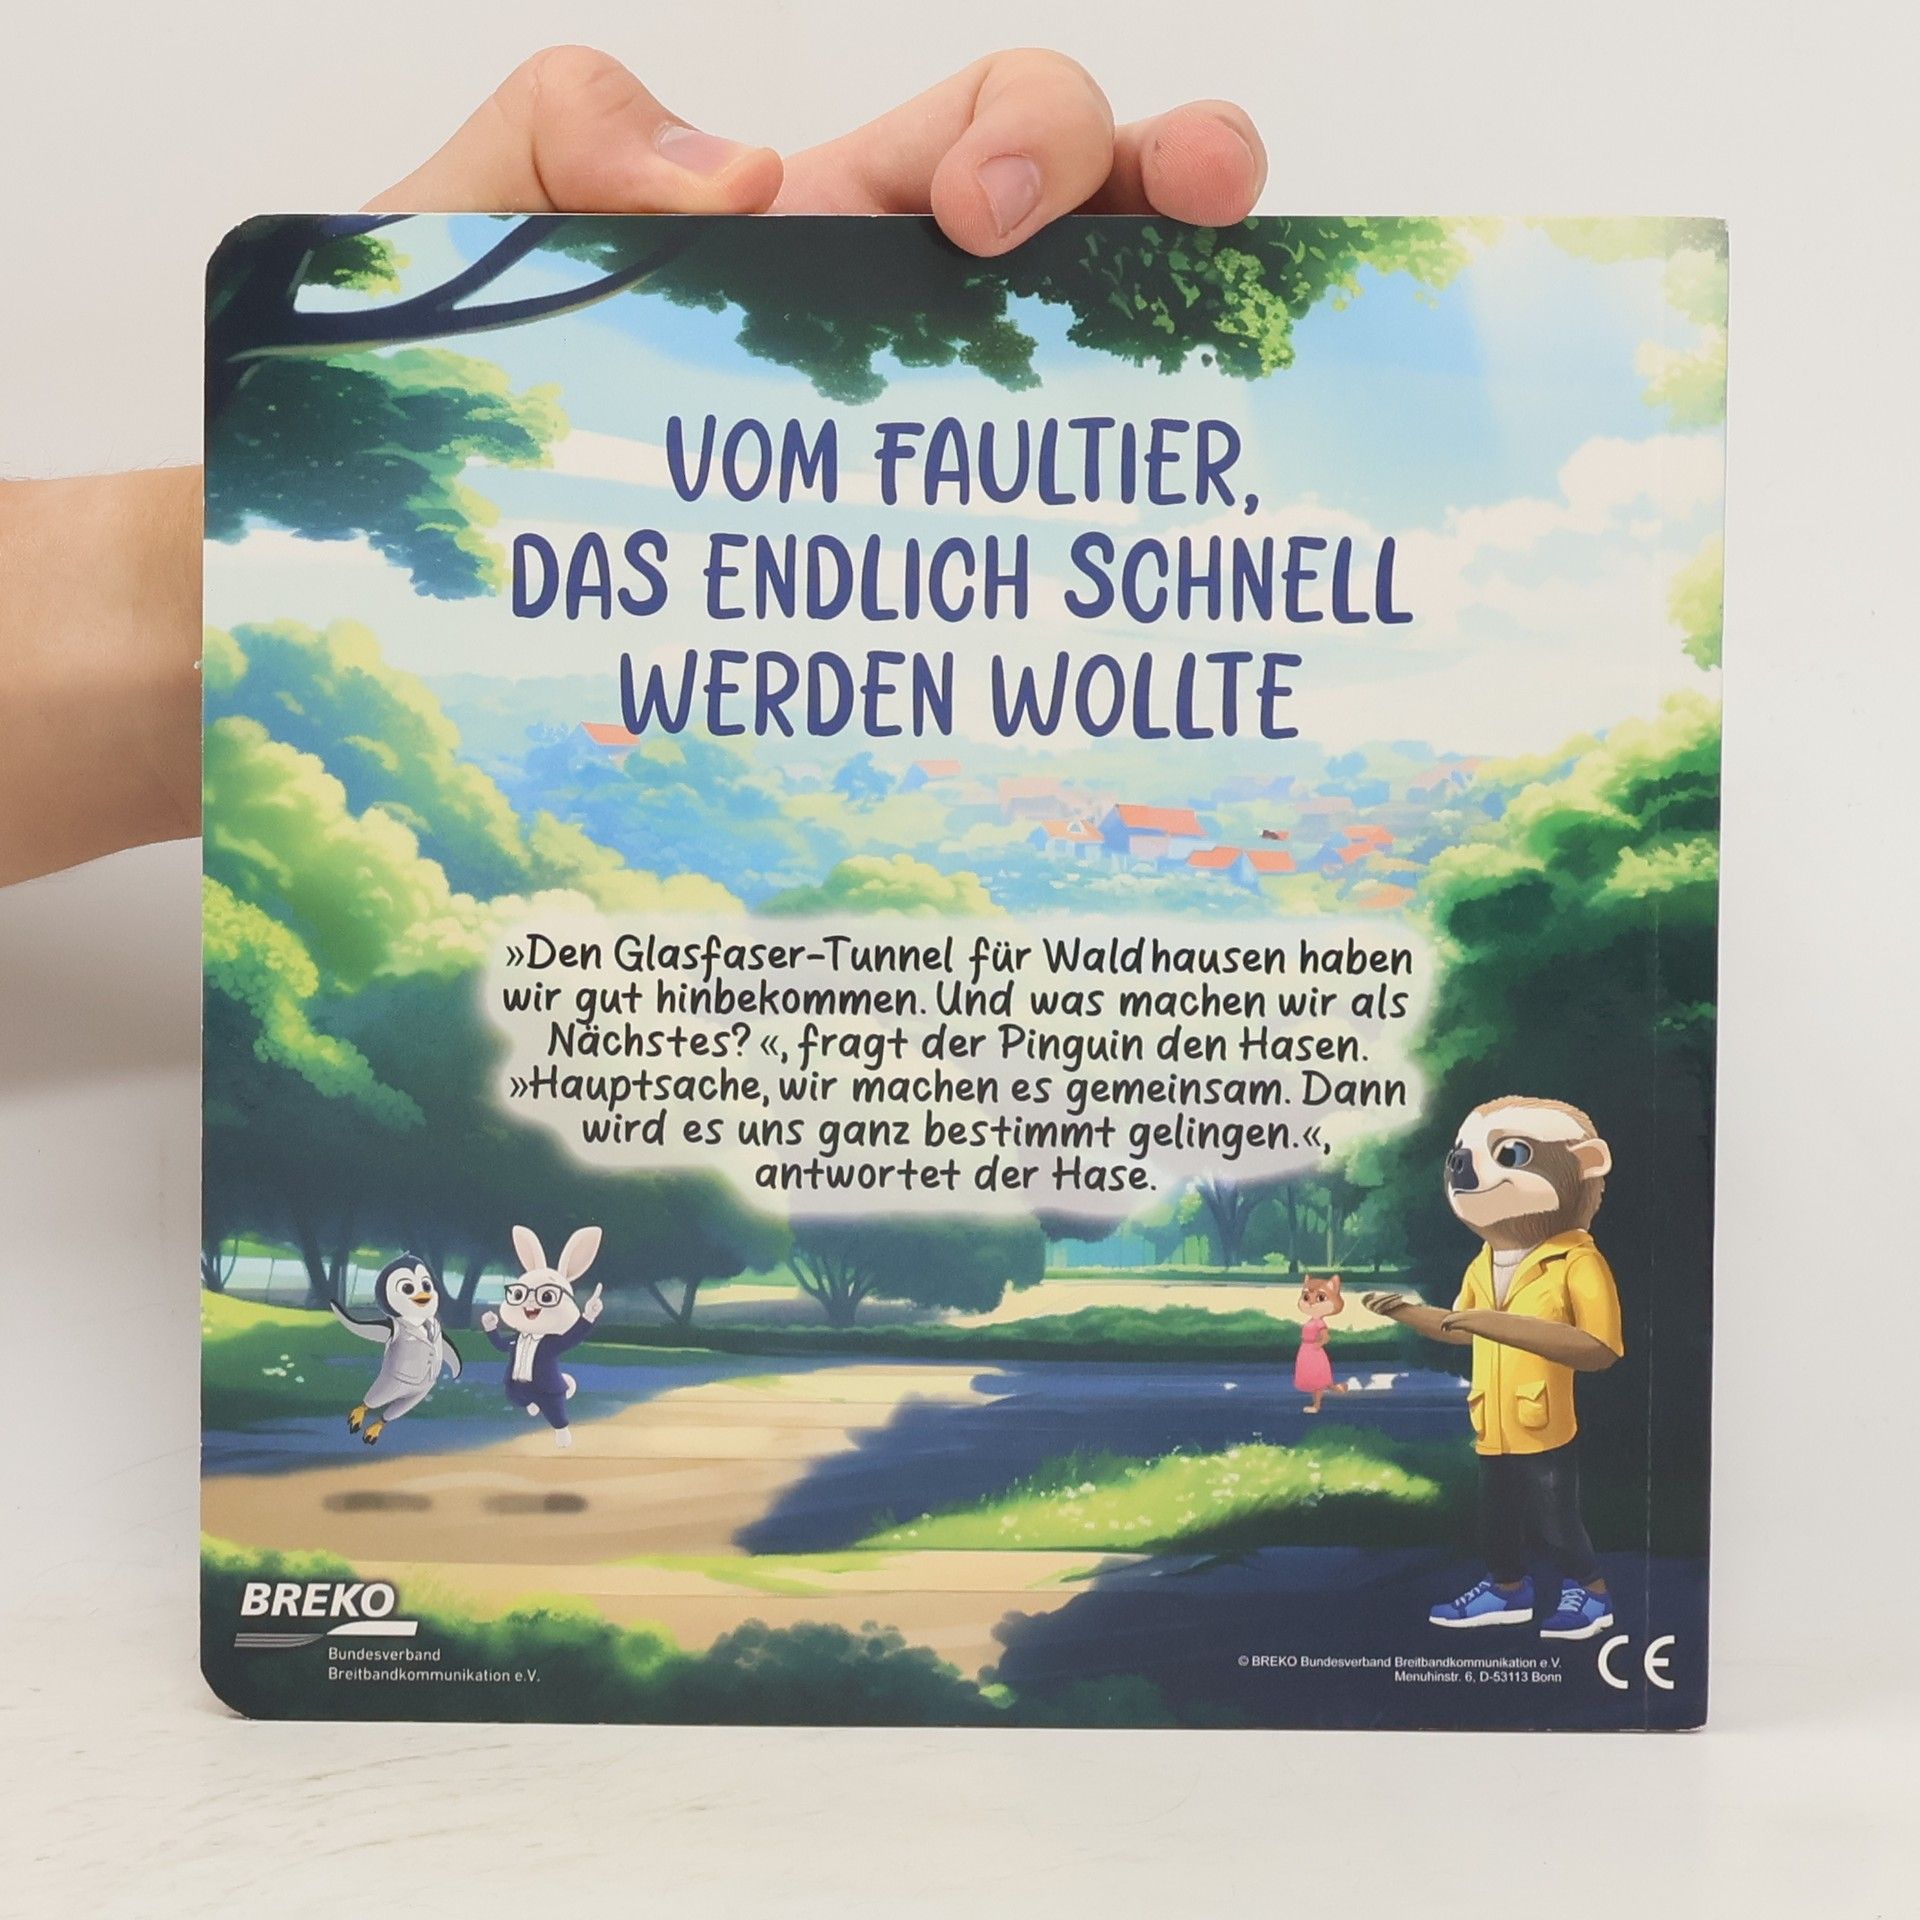 VOM FAULTIER,
DAS ENDLICH SCHNELL
WERDEN WOLLTE
»Den Glasfaser-Tunnel für Waldhausen haben
wir gut hinbekommen. Und was machen wir als
Nächstes? «, fragt der Pinguin den Hasen.
»Hauptsache, wir machen es gemeinsam. Dann
wird es uns ganz bestimmt gelingen.«,
antwortet der Hase.
BREKO
Bundesverband
Breitbandkommunikation e.V.
© BREKO Bundesverband Breitbandkommunikation e.V.
Menuhinstr. 6, D-53113 Bonn
CE